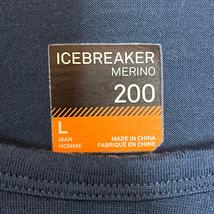 ICEBREAKER
MERINO
200
L
MAN
HOMME
MADE IN CHINA
FABRIQUÉ EN CHINE